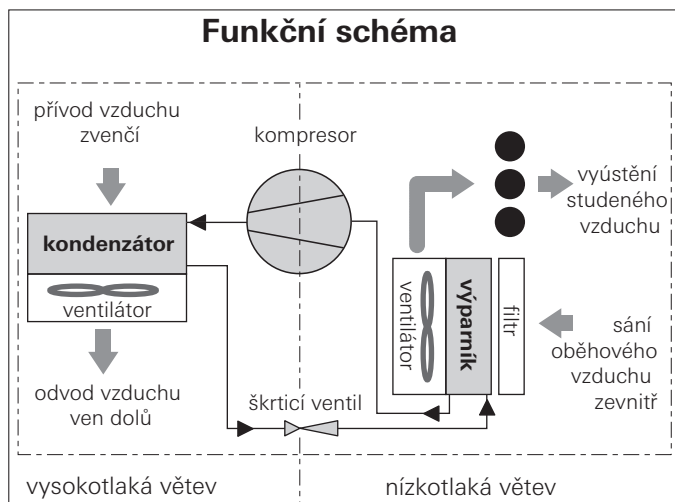 Funkční schéma
přívod vzduchu
zvenčí
kompresor
vyústění
studeného
vzduchu
kondenzátor
ventilátor
ventilátor
výparník
filtr
sání
oběhového
vzduchu
zevnitř
odvod vzduchu
ven dolů
škrticí ventil
vysokotlaká větev
nízkotlaká větev